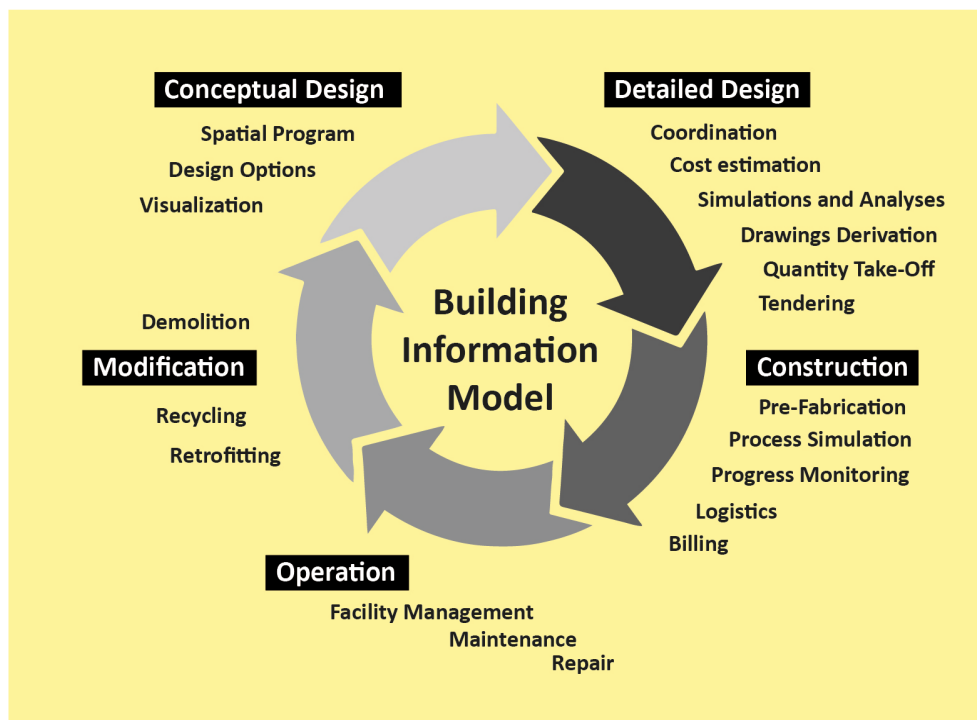 Conceptual Design
Spatial Program
Design Options
Visualization
Detailed Design
Coordination
Cost estimation
Simulations and Analyses
Drawings Derivation
Quantity Take-Off
Tendering
Building
Information
Model
Construction
Pre-Fabrication
Process Simulation
Progress Monitoring
Logistics
Billing
Operation
Facility Management
Maintenance
Repair
Demolition
Modification
Recycling
Retrofitting